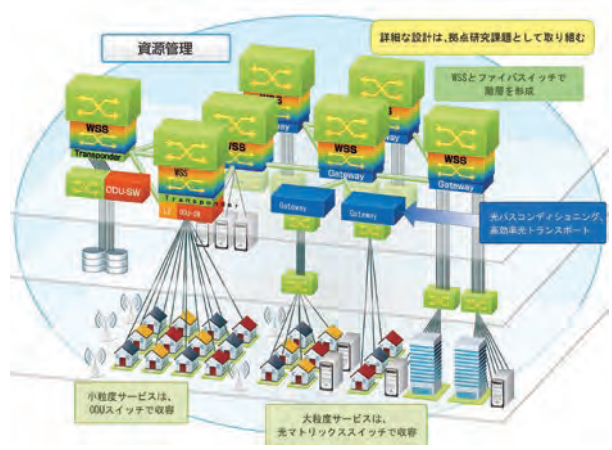 資源管理
詳細な設計は、拠点研究課題として取り組む
WSSとファイバスイッチで
階層を形成
WSS
Transponder
ODU-SW
WSS
Transponder
WSS
Gateway
WSS
Gateway
WSS
Gateway
Gateway
Gateway
光パスコンディショニング、
高効率光トランスポート
小粒度サービスは、
ODUスイッチで収容
大粒度サービスは、
光マトリックススイッチで収容